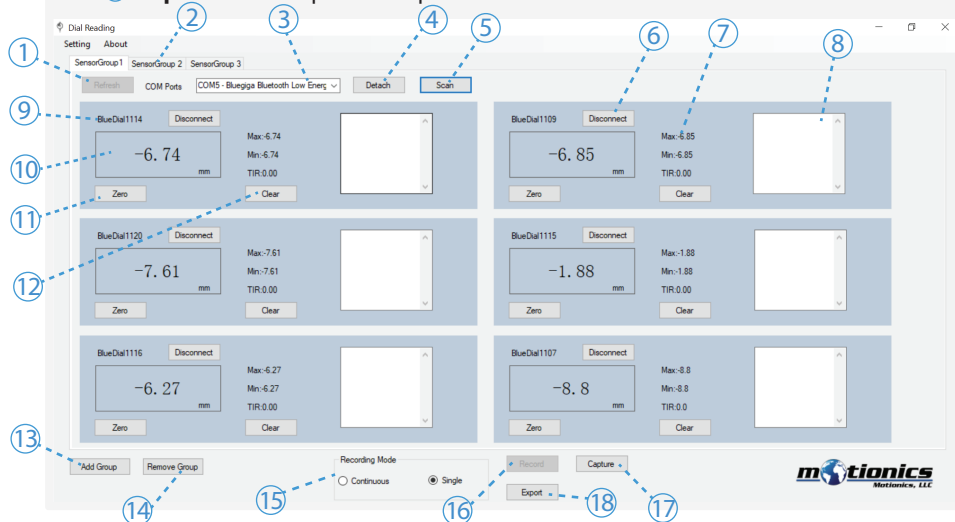 2
3
4
5
6
7
8
1
Dial Reading
Setting About
SensorGroup1 SensorGroup 2 SensorGroup 3
Refresh COM Ports COM5 - Bluegiga Bluetooth Low Energ Detach Scan
9
BlueDial1114 Disconnect
-6.74
mm
Max:-6.74
Min:-6.74
TIR:0.00
Zero Clear
BlueDial1109 Disconnect
-6.85
mm
Max:-6.85
Min:-6.85
TIR:0.00
Zero Clear
10
11
12
BlueDial1120 Disconnect
-7.61
mm
Max:-7.61
Min:-7.61
TIR:0.00
Zero Clear
BlueDial1115 Disconnect
-1.88
mm
Max:-1.88
Min:-1.88
TIR:0.00
Zero Clear
BlueDial1116 Disconnect
-6.27
mm
Max:-6.27
Min:-6.27
TIR:0.00
Zero Clear
BlueDial1107 Disconnect
-8.8
mm
Max:-8.8
Min:-8.8
TIR:0.0
Zero Clear
13
Add Group Remove Group
14
15
Recording Mode
Continuous Single
Record Capture
Export
16
18
17
motionics
Motionics, LLC